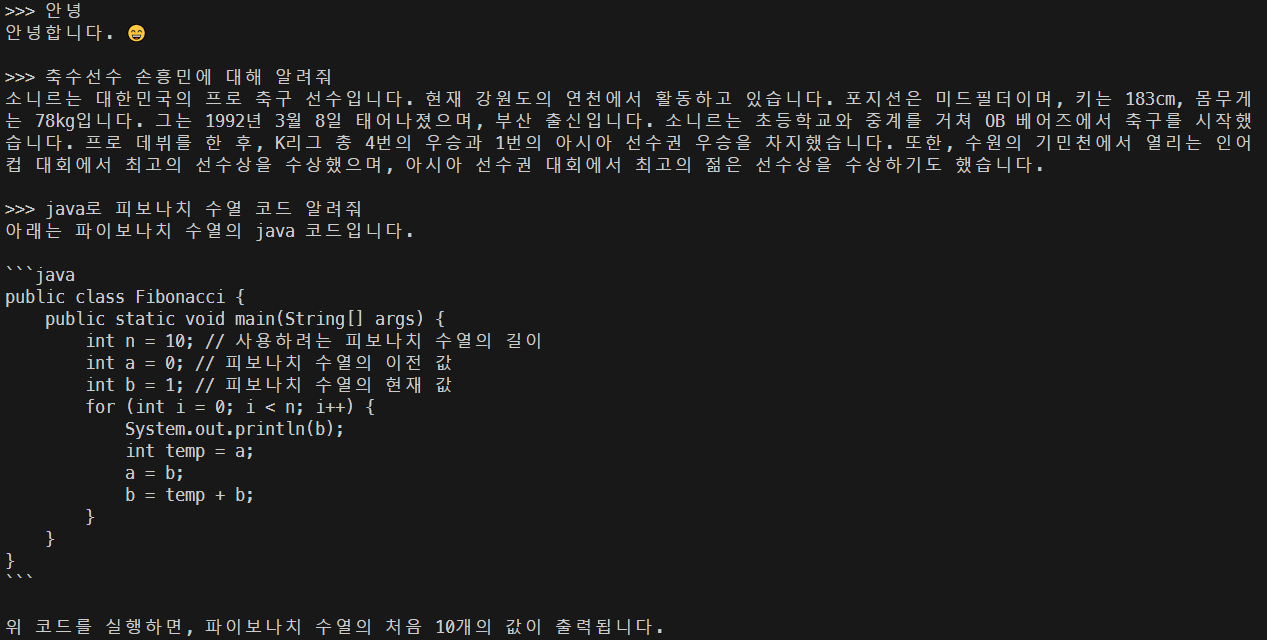 >>> 안녕
안녕합니다. 😄
>>> 축수선수 손흥민에 대해 알려줘
소니르는 대한민국의 프로 축구 선수입니다. 현재 강원도의 연천에서 활동하고 있습니다. 포지션은 미드필더이며, 키는 183cm, 몸무게
는 78kg입니다. 그는 1992년 3월 8일 태어나졌으며, 부산 출신입니다. 소니르는 초등학교와 중계를 거쳐 OB 베어즈에서 축구를 시작했
습니다. 프로 데뷔를 한 후, K리그 총 4번의 우승과 1번의 아시아 선수권 우승을 차지했습니다. 또한, 수원의 기민천에서 열리는 인어
컵 대회에서 최고의 선수상을 수상했으며, 아시아 선수권 대회에서 최고의 젊은 선수상을 수상하기도 했습니다.
>>> java로 피보나치 수열 코드 알려줘
아래는 파이보나치 수열의 java 코드입니다.
```java
public class Fibonacci {
    public static void main(String[] args) {
        int n = 10; // 사용하려는 피보나치 수열의 길이
        int a = 0; // 피보나치 수열의 이전 값
        int b = 1; // 피보나치 수열의 현재 값
        for (int i = 0; i < n; i++) {
            System.out.println(b);
            int temp = a;
            a = b;
            b = temp + b;
        }
    }
}
```
위 코드를 실행하면, 파이보나치 수열의 처음 10개의 값이 출력됩니다.